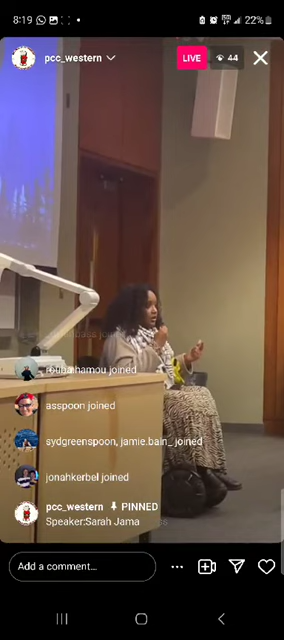 8:19
22%
pcc_western
LIVE
44
joined
asspoon joined
sydgreenspoon, jamie.bain_ joined
jonahkerbel joined
pcc_western PINNED
Speaker:Sarah Jama
Add a comment...